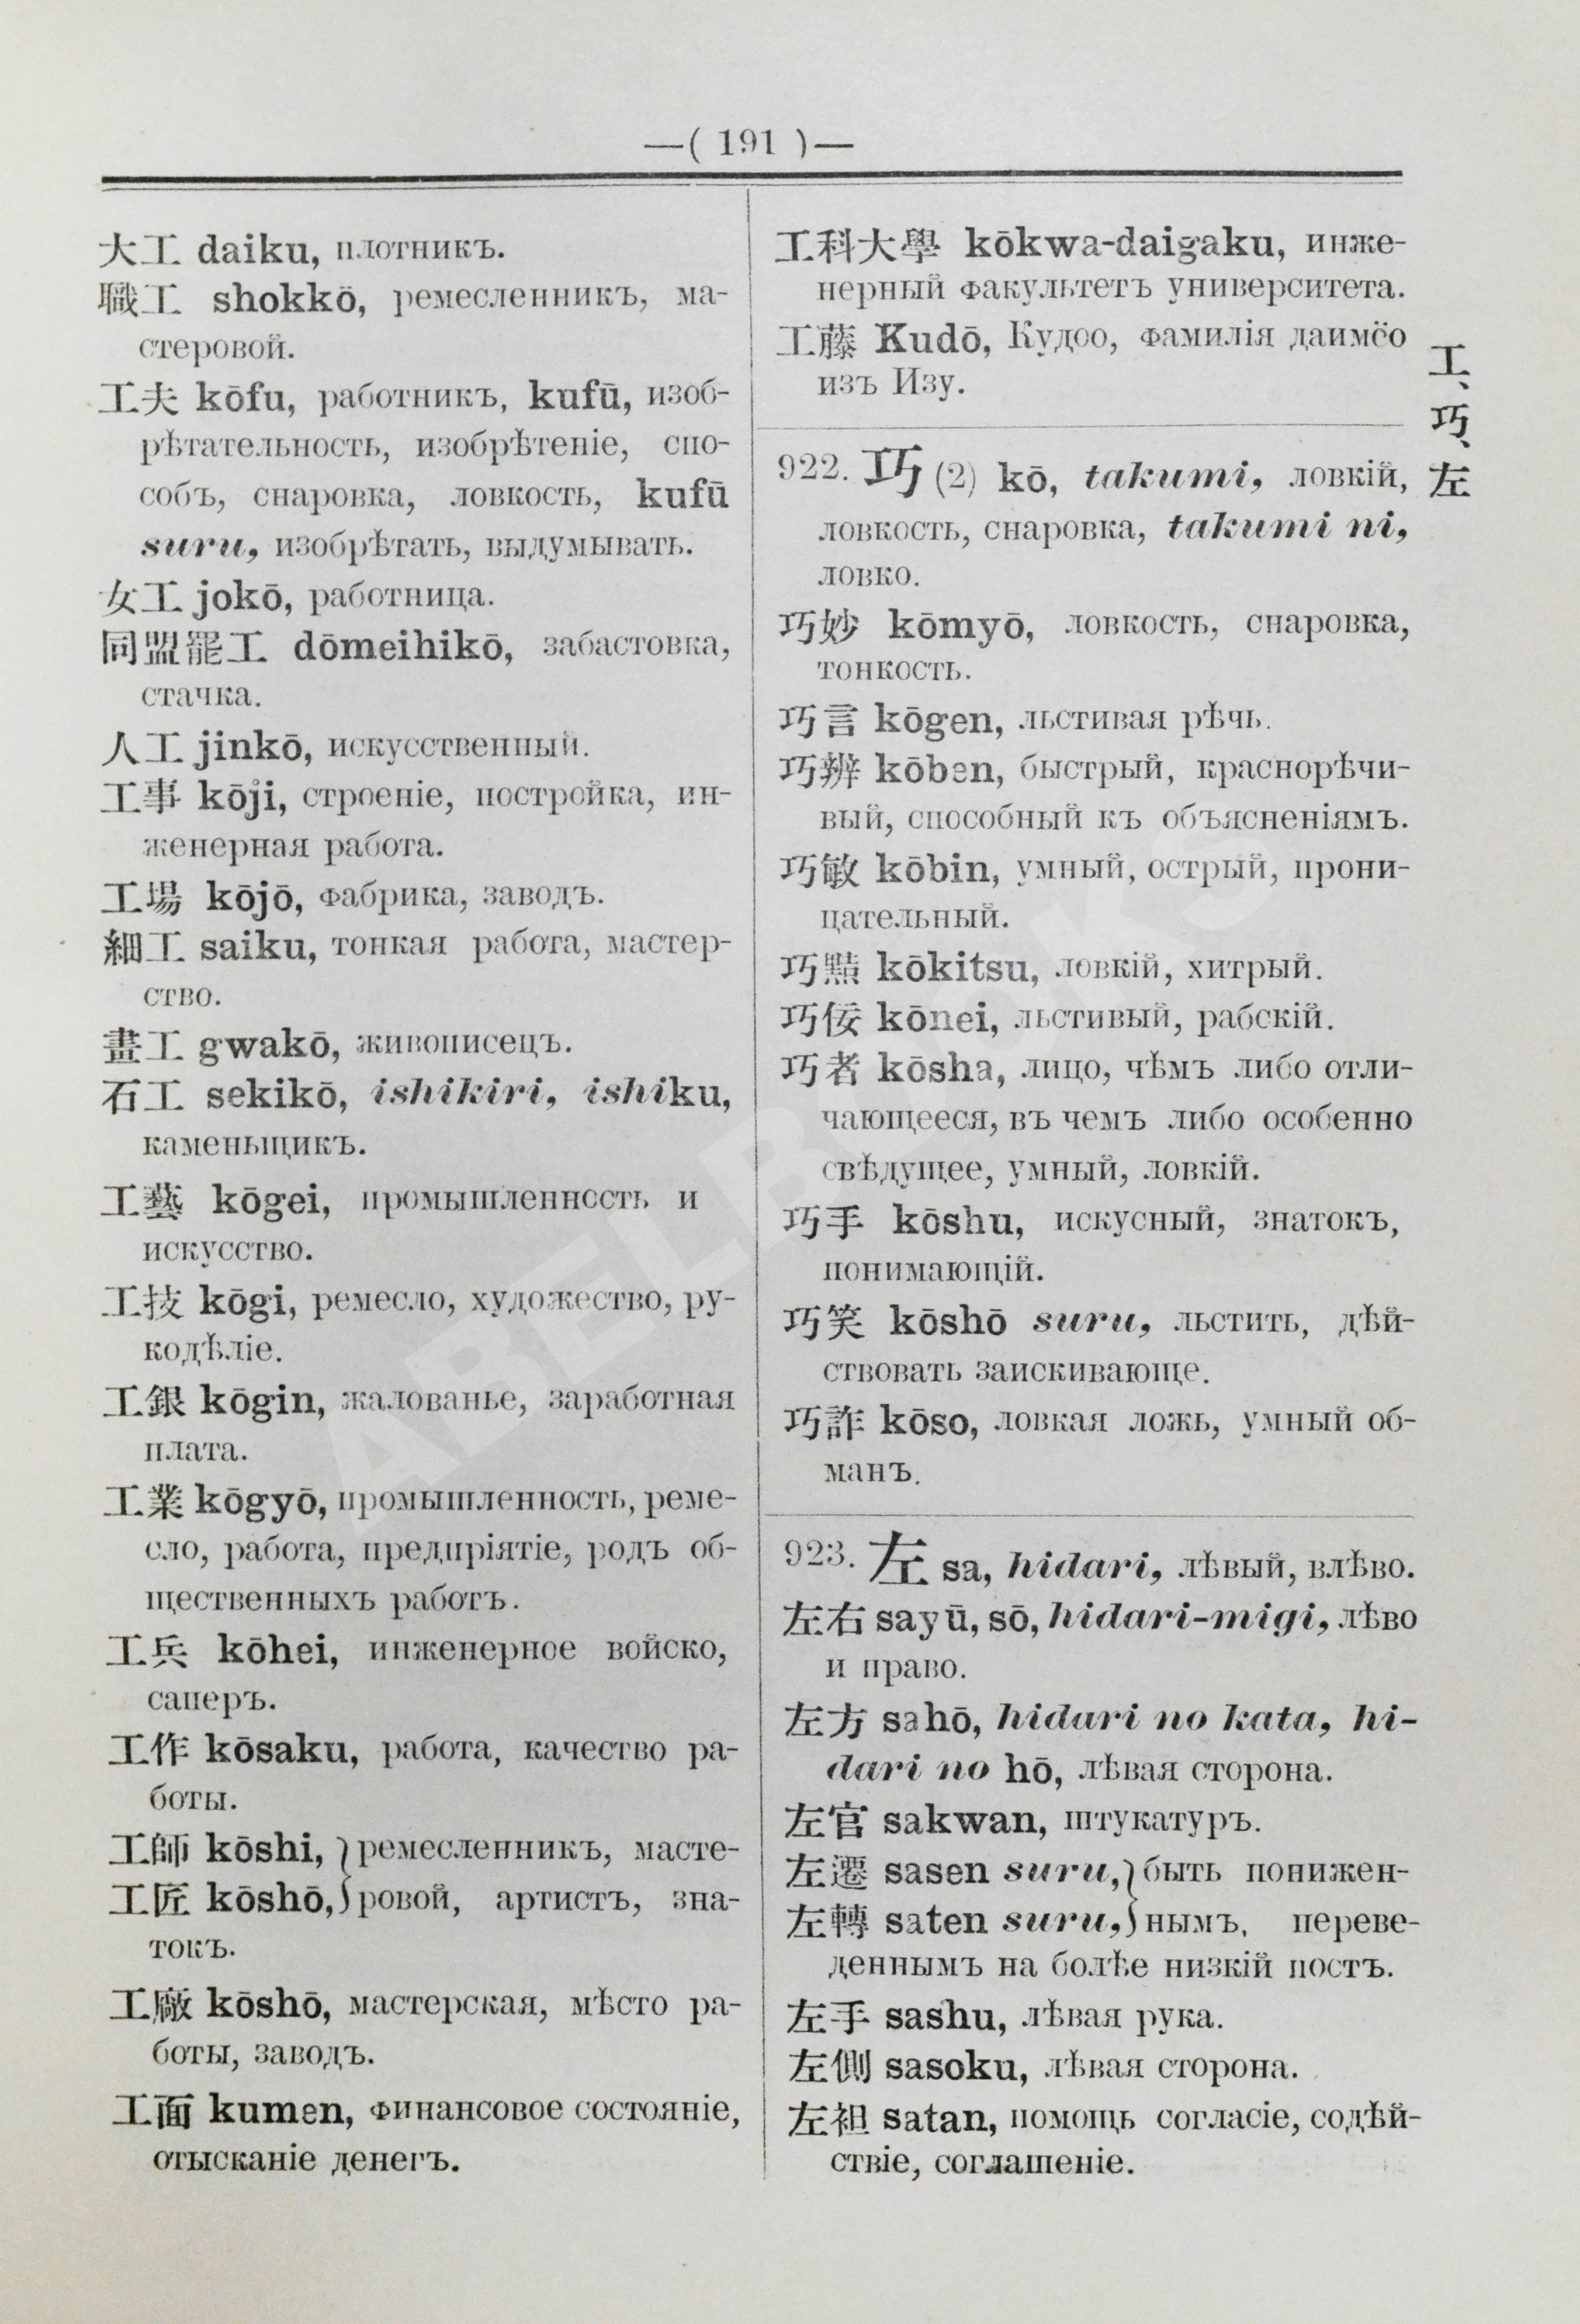 —( 191 )—
大工 daiku, плотникъ.
職工 shokkō, ремесленникъ, ма-
стеровой.
工夫 kōfu, работникъ, kufū, изоб-
рѣтательность, изобрѣтеніе, спо-
собъ, снаровка, ловкость, kufū
suru, изобрѣтать, выдумывать.
女工 jokō, работница.
同盟罷工 dōmeihikō, забастовка,
стачка.
人工 jinkō, искусственный.
工事 kōji, строеніе, постройка, ин-
женерная работа.
工場 kōjō, фабрика, заводъ.
細工 saiku, тонкая работа, мастер-
ство.
畫工 gwakō, живописецъ.
石工 sekikō, ishikiri, ishiku,
каменьщикъ.
工藝 kōgei, промышленность и
искусство.
工技 kōgi, ремесло, художество, ру-
кодѣліе.
工銀 kōgin, жалованье, заработная
плата.
工業 kōgyō, промышленность, реме-
сло, работа, предпріятіе, родъ об-
щественныхъ работъ.
工兵 kōhei, инженерное войско,
саперъ.
工作 kōsaku, работа, качество ра-
боты.
工師 kōshi, }ремесленникъ, масте-
工匠 kōshō,}ровой, артистъ, зна-
токъ.
工廠 kōshō, мастерская, мѣсто ра-
боты, заводъ.
工面 kumen, финансовое состояніе,
отысканіе денегъ.
工科大學 kōkwa-daigaku, инже-
нерный факультетъ университета.
工藤 Kudō, Кудоо, фамилія даимёо
изъ Изу.
922. 巧 (2) kō, takumi, ловкій,
ловкость, снаровка, takumi ni,
ловко.
巧妙 kōmyō, ловкость, снаровка,
тонкость.
巧言 kōgen, льстивая рѣчь.
巧辨 kōben, быстрый, краснорѣчи-
вый, способный къ объясненіямъ.
巧敏 kōbin, умный, острый, прони-
цательный.
巧黠 kōkitsu, ловкій, хитрый.
巧佞 kōnei, льстивый, рабскій.
巧者 kōsha, лицо, чѣмъ либо отли-
чающееся, въ чемъ либо особенно
свѣдущее, умный, ловкій.
巧手 kōshu, искусный, знатокъ,
понимающій.
巧笑 kōshō suru, льстить, дѣй-
ствовать заискивающе.
巧詐 kōso, ловкая ложь, умный об-
манъ.
923. 左 sa, hidari, лѣвый, влѣво.
左右 sayū, sō, hidari-migi, лѣво
и право.
左方 sahō, hidari no kata, hi-
dari no hō, лѣвая сторона.
左官 sakwan, штукатуръ.
左遷 sasen suru,}быть понижен-
左轉 saten suru,}нымъ, переве-
деннымъ на болѣе низкій постъ.
左手 sashu, лѣвая рука.
左側 sasoku, лѣвая сторона.
左袒 satan, помощь согласіе, содѣй-
ствіе, соглашеніе.
工、巧、左
ABELBOOKS